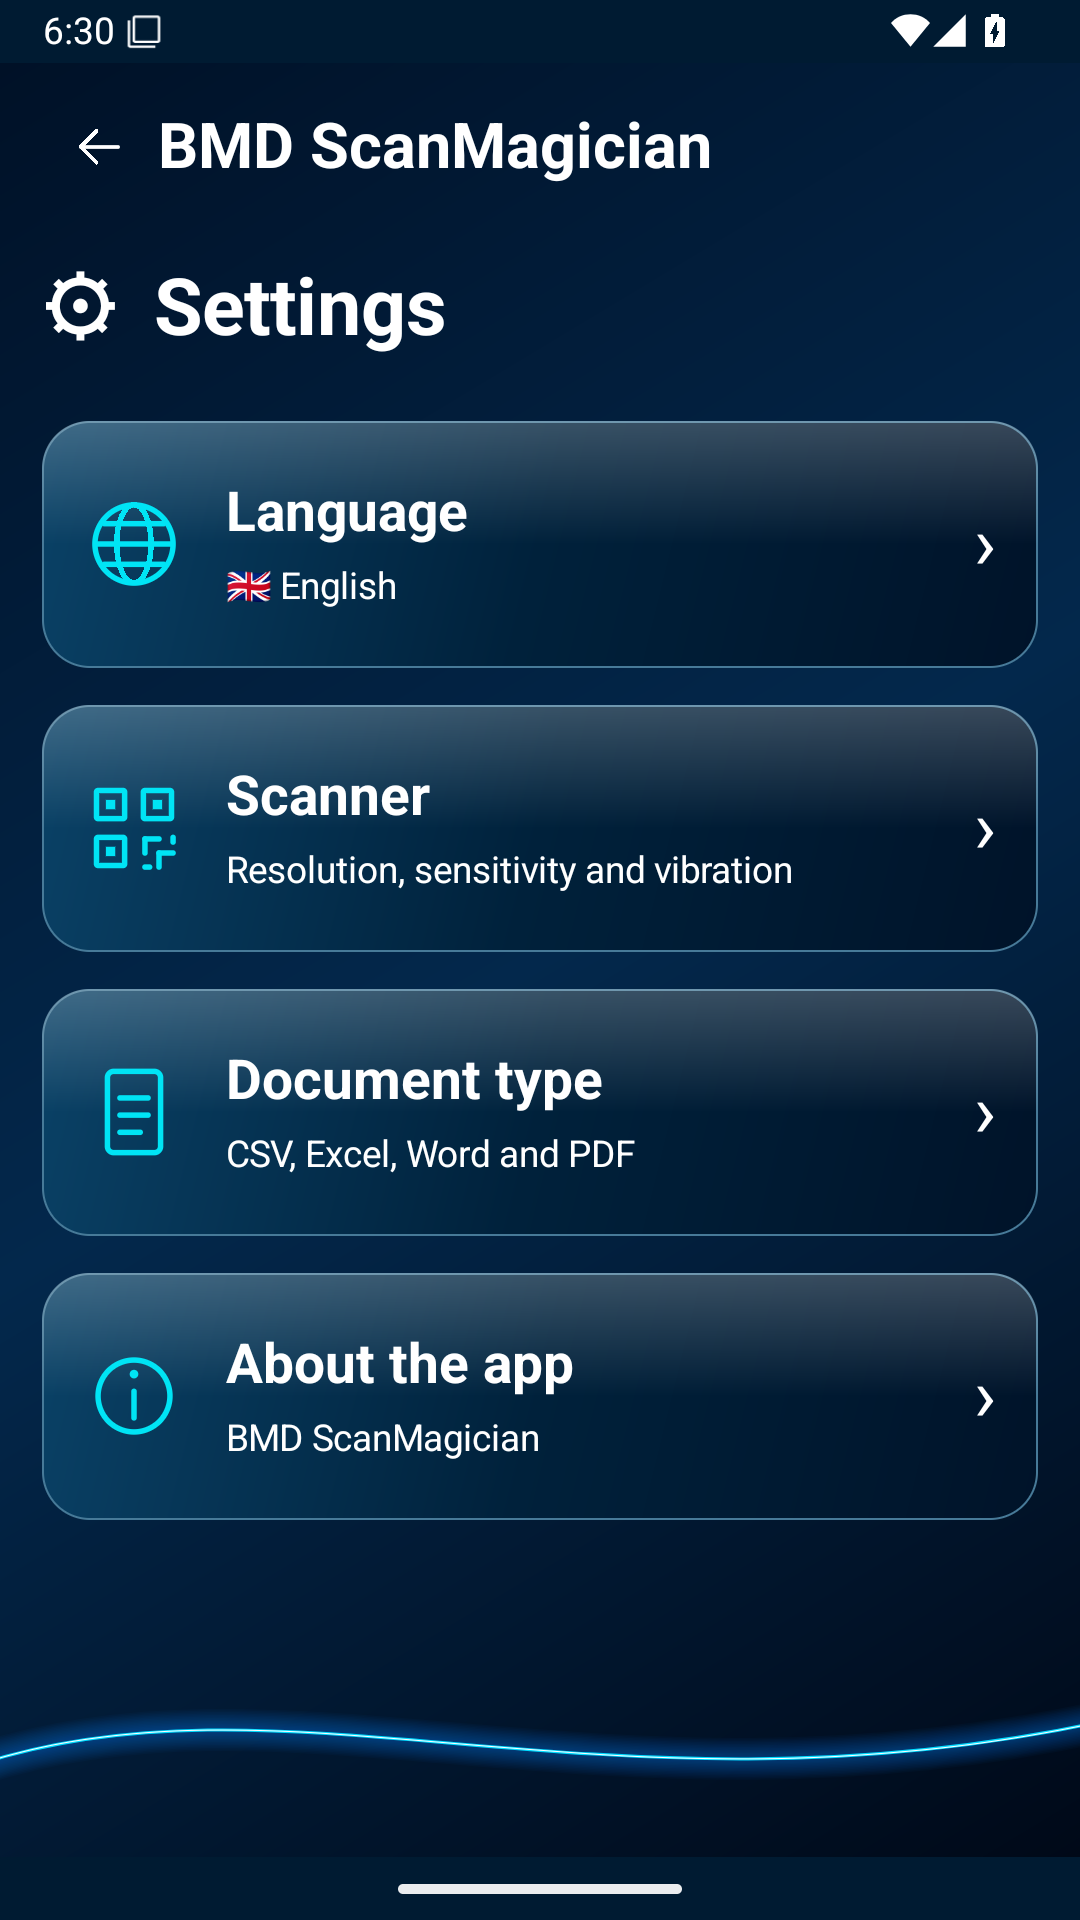 6:30
BMD ScanMagician
Settings
Language
🇬🇧 English
Scanner
Resolution, sensitivity and vibration
Document type
CSV, Excel, Word and PDF
About the app
BMD ScanMagician